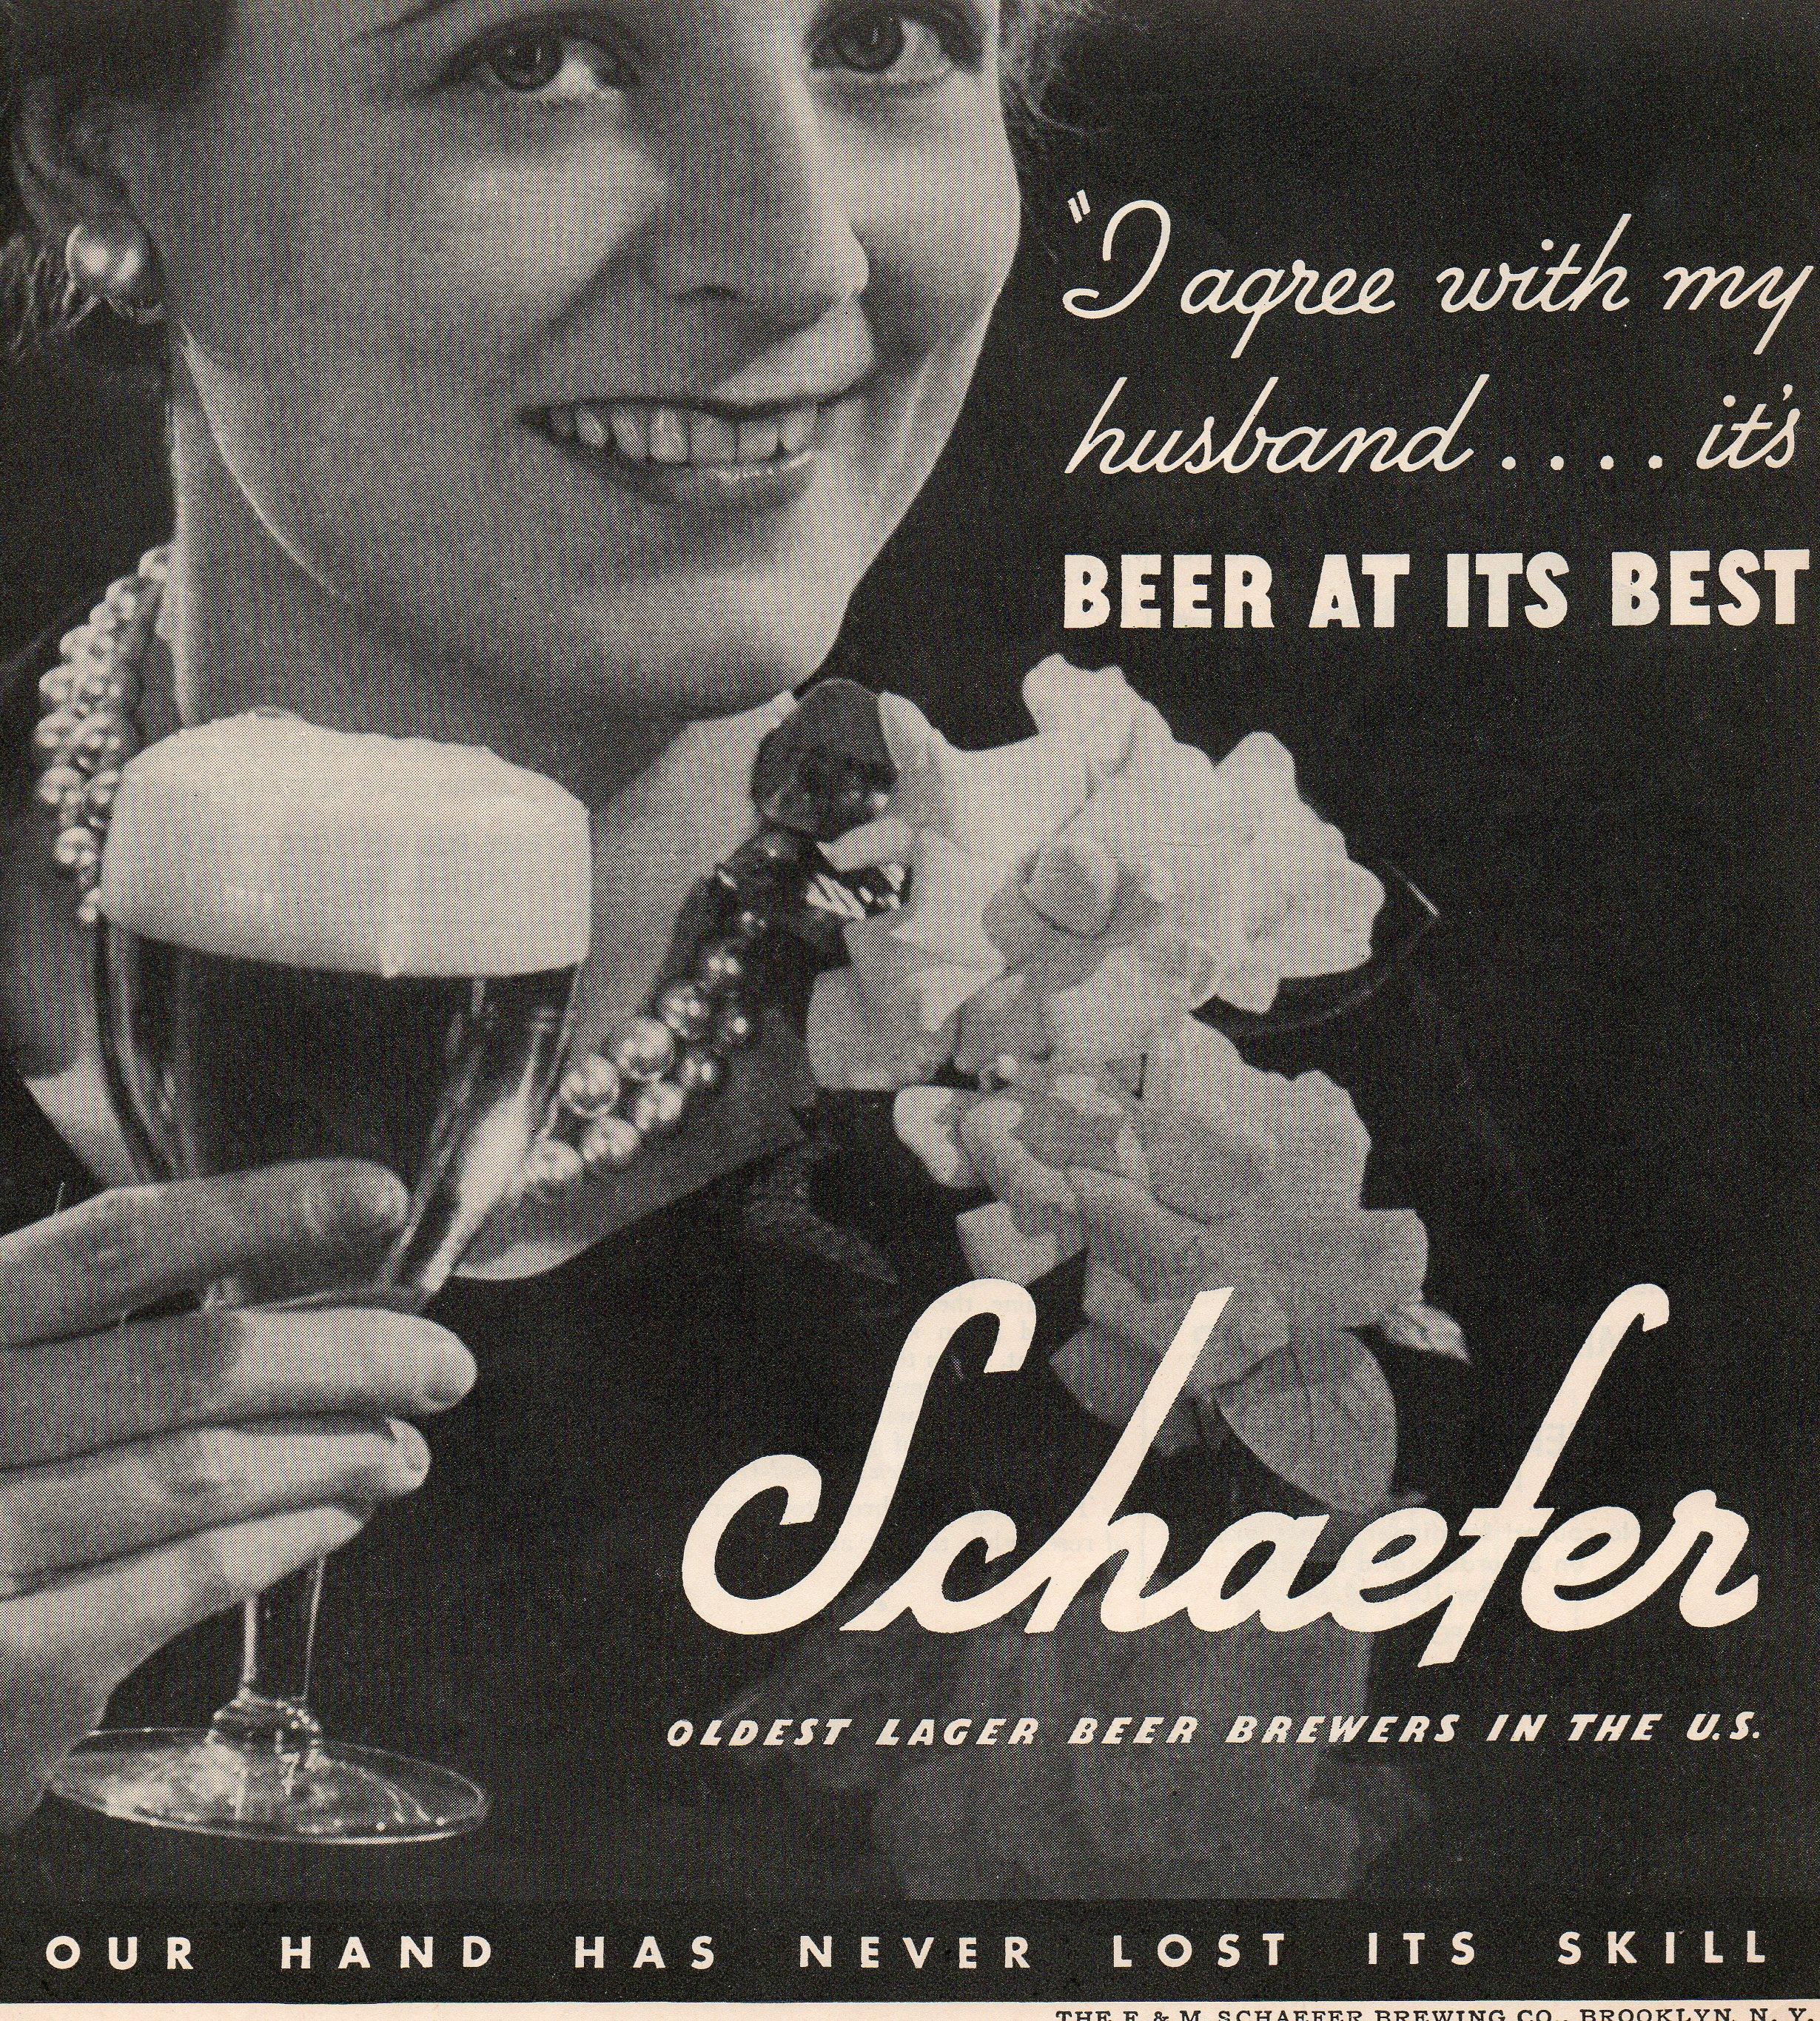 "I agree with my
husband.... it's
BEER AT ITS BEST
Schaefer
OLDEST LAGER BEER BREWERS IN THE U.S.
OUR HAND HAS NEVER LOST ITS SKILL
THE F. & M. SCHAEFER BREWING CO., BROOKLYN, N. Y.